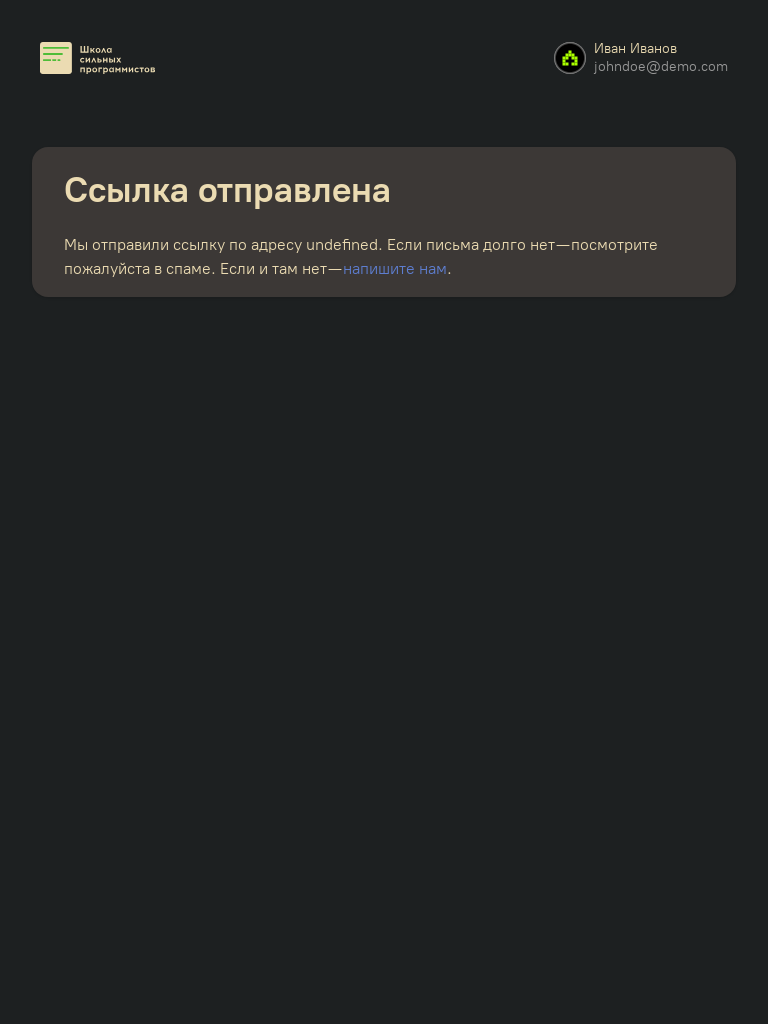 Школа
сильных
программистов
Иван Иванов
johndoe@demo.com
Ссылка отправлена
Мы отправили ссылку по адресу undefined. Если письма долго нет — посмотрите
пожалуйста в спаме. Если и там нет — напишите нам.